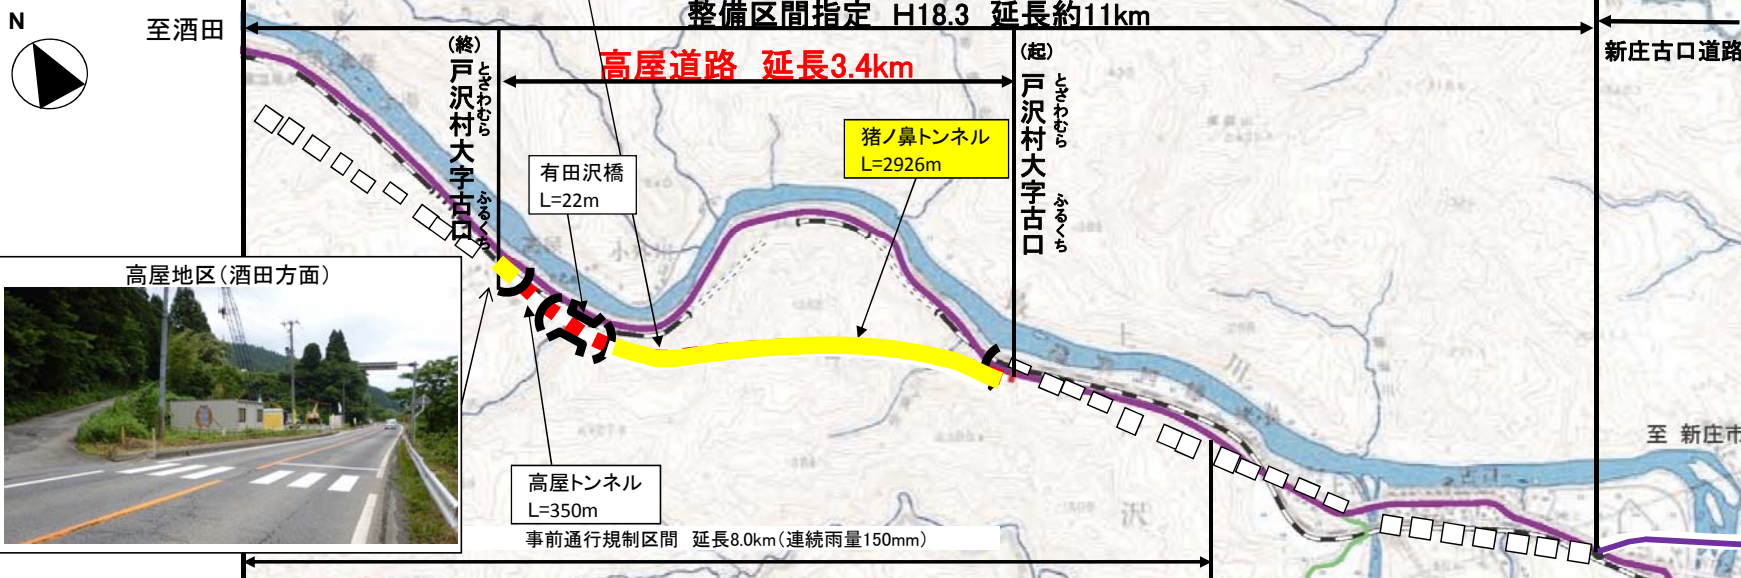 N
至酒田
整備区間指定 H18.3 延長約11km
新庄古口道路
高屋道路 延長3.4km
(終)
戸沢村大字古口
とざわむら
ふるくち
(起)
戸沢村大字古口
とざわむら
ふるくち
猪ノ鼻トンネル
L=2926m
有田沢橋
L=22m
高屋地区(酒田方面)
高屋トンネル
L=350m
事前通行規制区間 延長8.0km(連続雨量150mm)
至 新庄市
高屋
上
川
沢